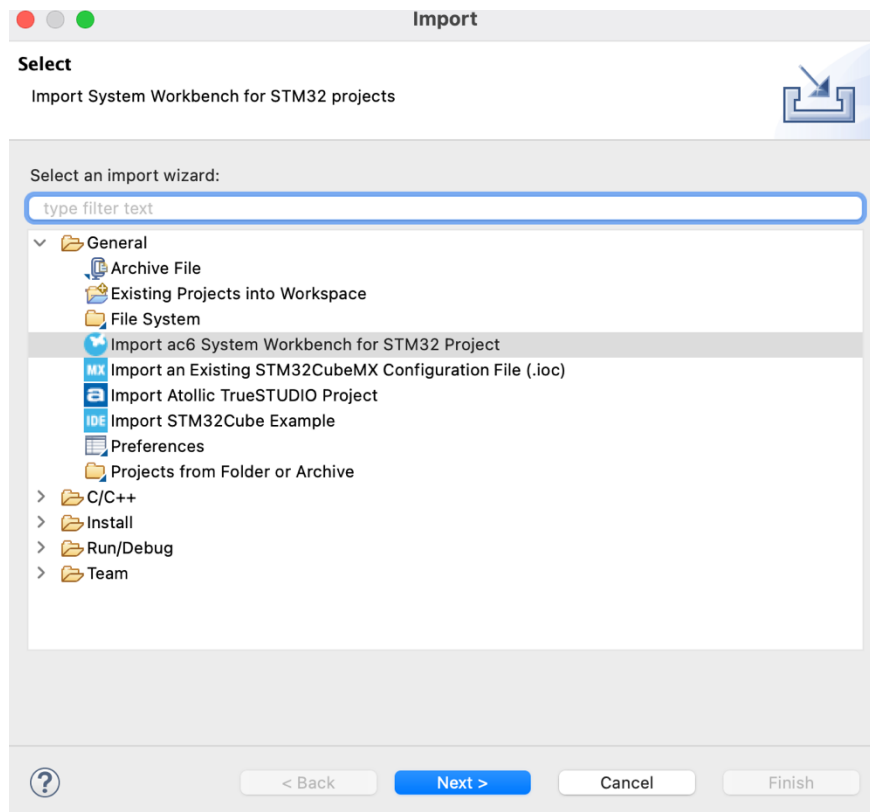 Import
Select
Import System Workbench for STM32 projects
Select an import wizard:
type filter text
General
Archive File
Existing Projects into Workspace
File System
Import ac6 System Workbench for STM32 Project
MX Import an Existing STM32CubeMX Configuration File (.ioc)
a Import Atollic TrueSTUDIO Project
IDE Import STM32Cube Example
Preferences
Projects from Folder or Archive
C/C++
Install
Run/Debug
Team
? < Back Next > Cancel Finish